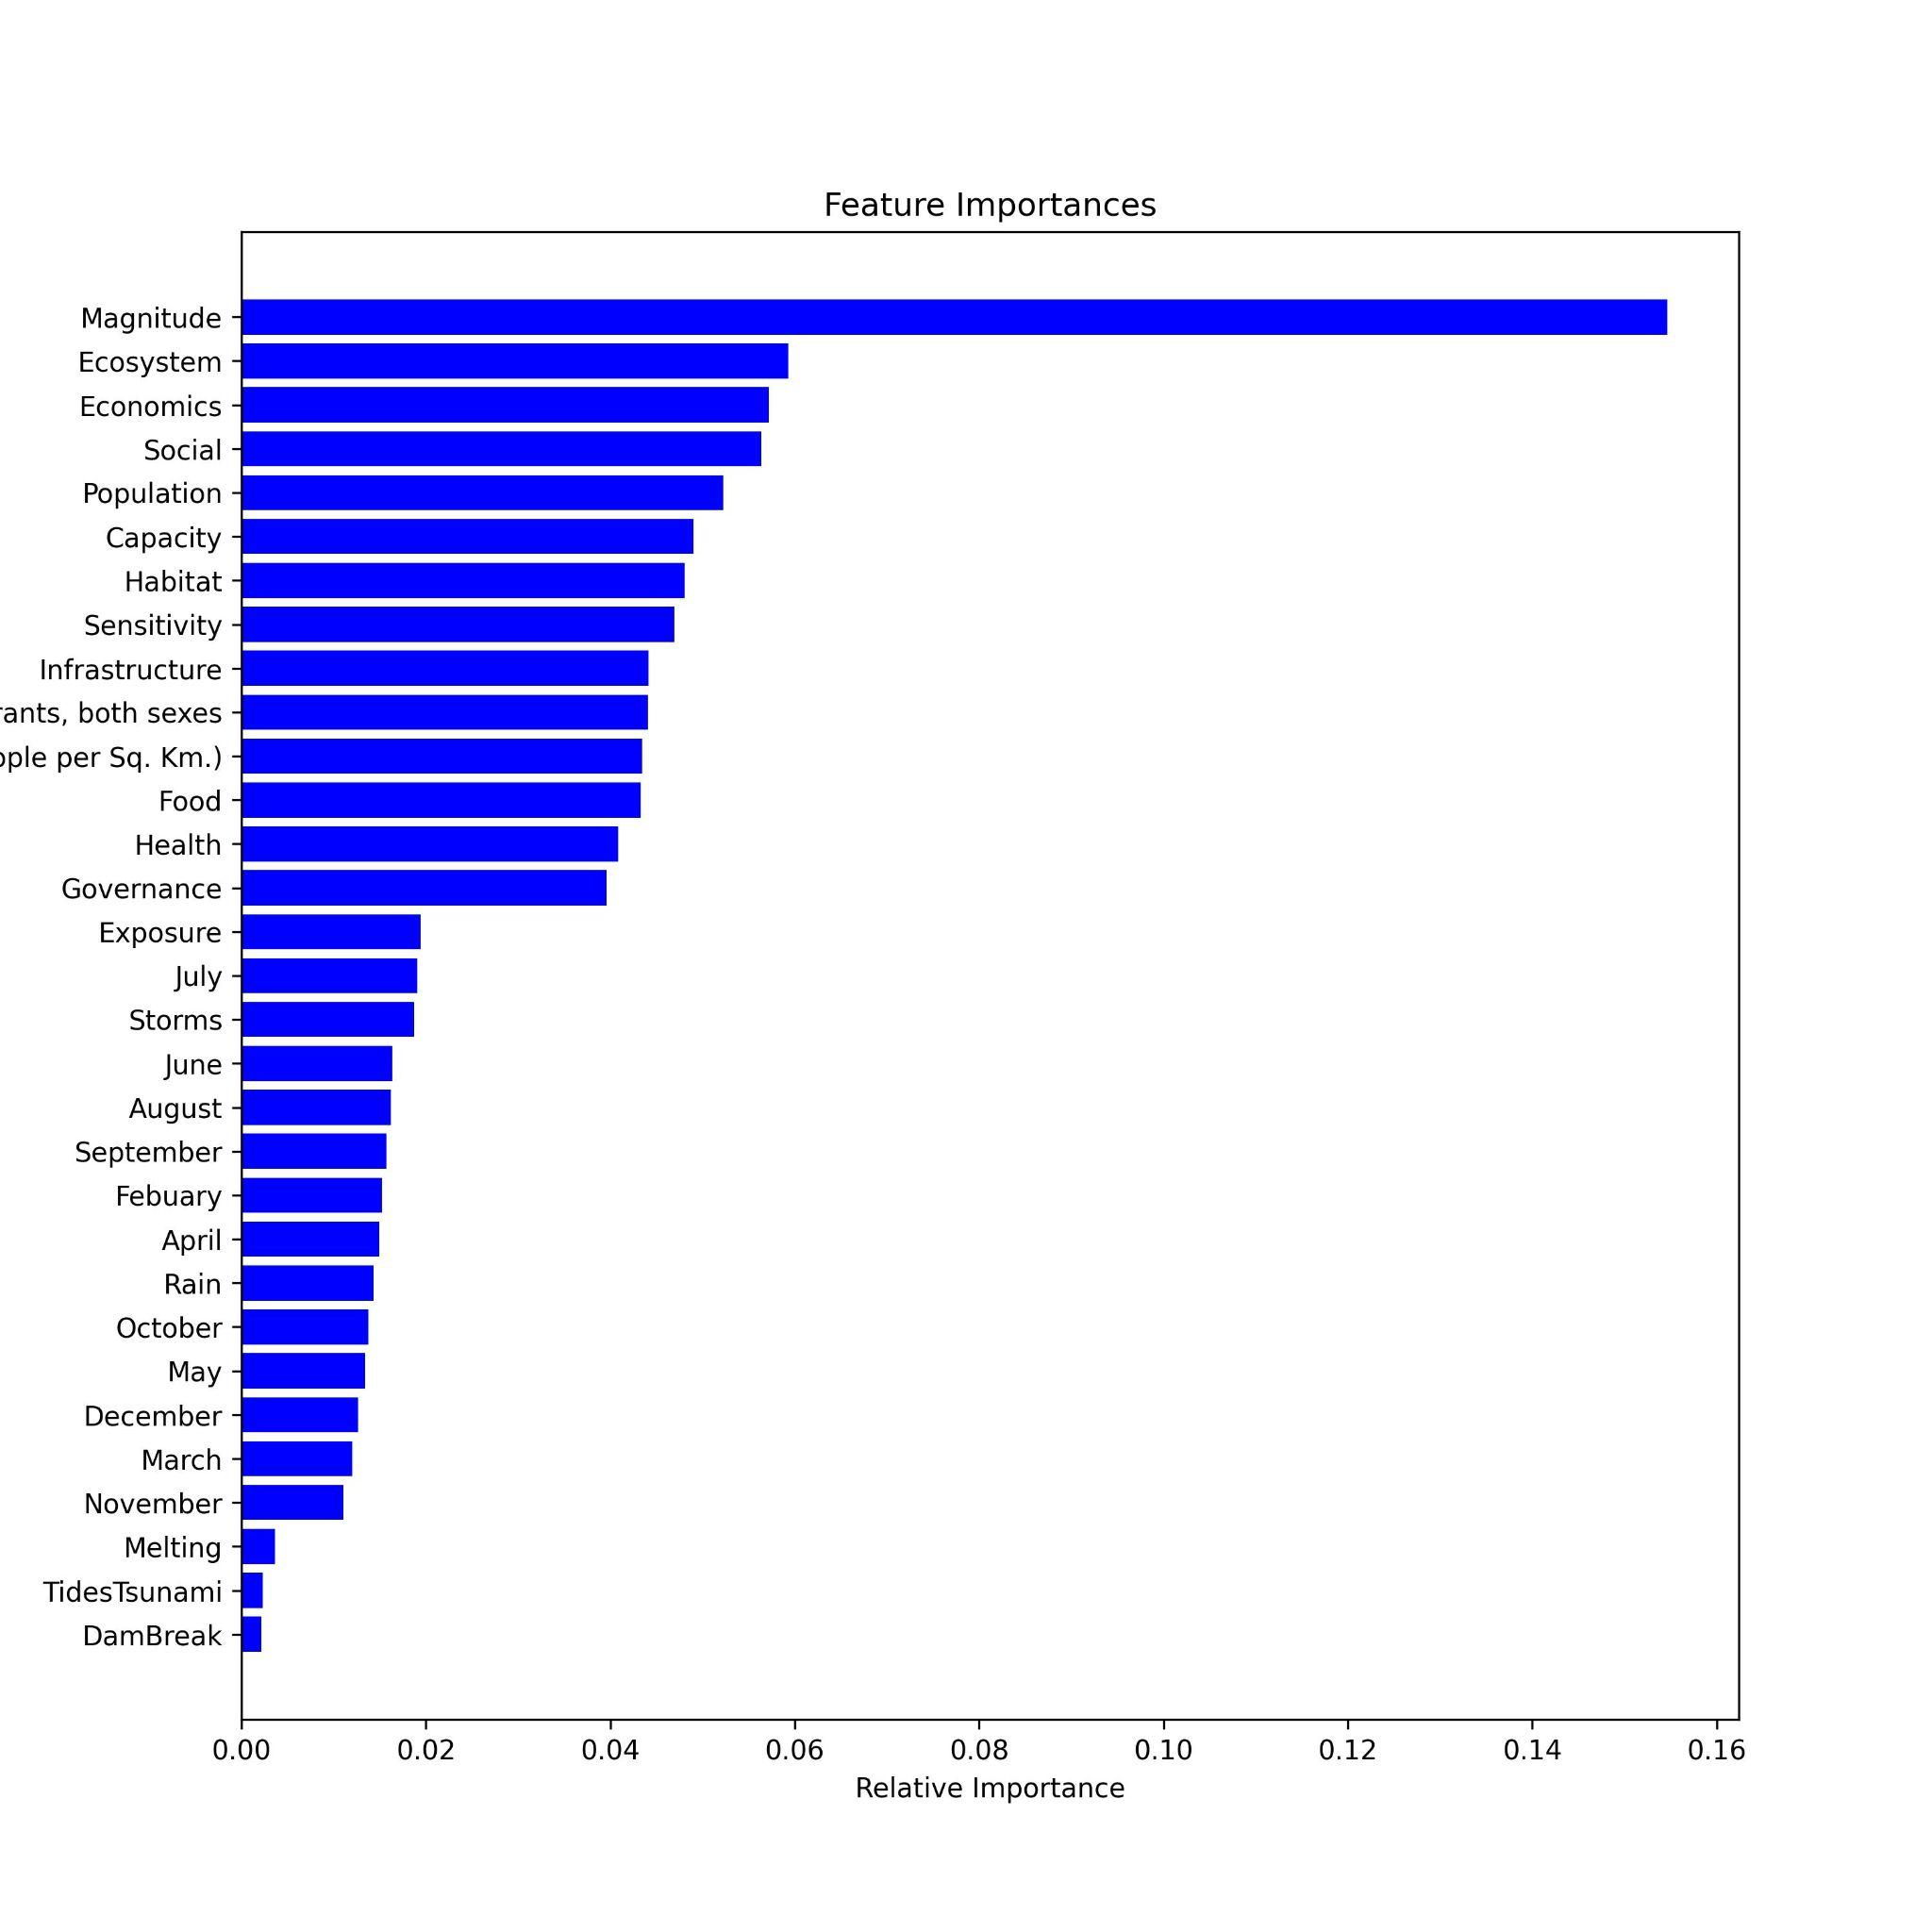 Feature Importances
Magnitude
Ecosystem
Economics
Social
Population
Capacity
Habitat
Sensitivity
Infrastructure
both sexes
per Sq. Km.)
Food
Health
Governance
Exposure
July
Storms
June
August
September
Febuary
April
Rain
October
May
December
March
November
Melting
TidesTsunami
DamBreak
0.00 0.02 0.04 0.06 0.08 0.10 0.12 0.14 0.16
Relative Importance